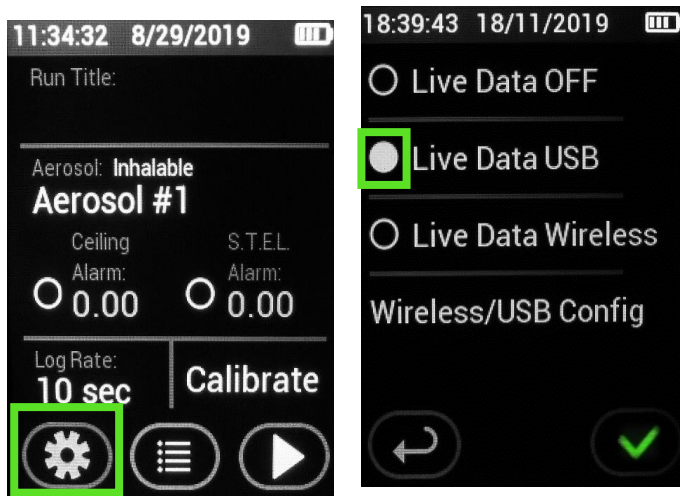 11:34:32 8/29/2019
Run Title:
Aerosol: Inhalable
Aerosol #1
Ceiling S.T.E.L.
Alarm: Alarm:
0.00 0.00
Log Rate:
10 sec
Calibrate
18:39:43 18/11/2019
Live Data OFF
Live Data USB
Live Data Wireless
Wireless/USB Config